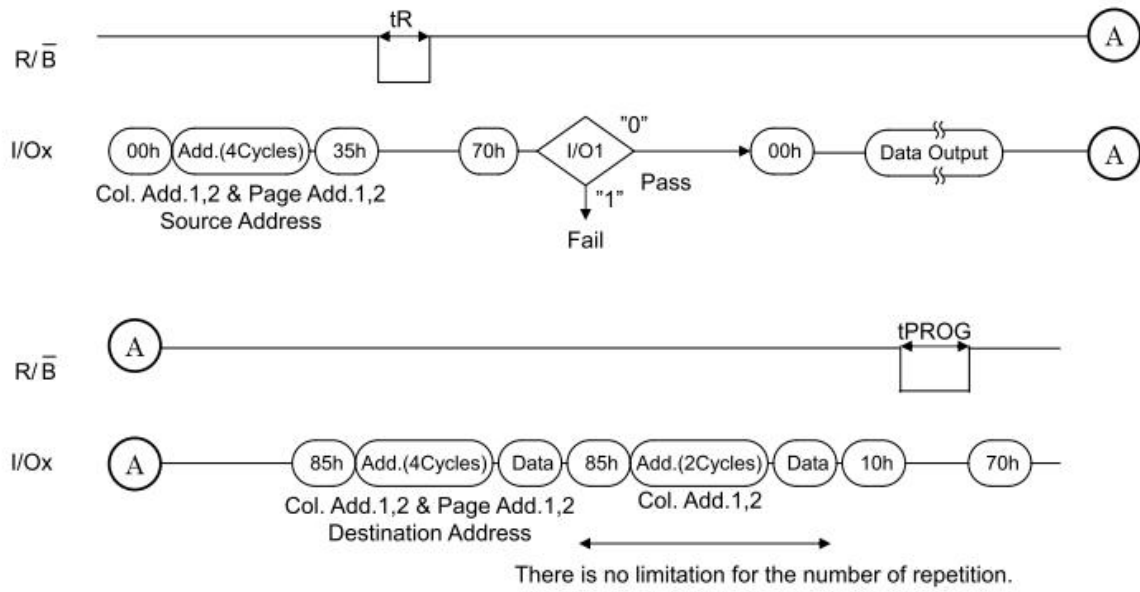 tR
R/B̅
A
I/Ox
00h Add.(4Cycles) 35h 70h I/O1 "0" 00h Data Output A
Pass
"1"
Col. Add.1,2 & Page Add.1,2
Source Address
Fail
A
tPROG
R/B̅
I/Ox
A 85h Add.(4Cycles) Data 85h Add.(2Cycles) Data 10h 70h
Col. Add.1,2 & Page Add.1,2 Col. Add.1,2
Destination Address
There is no limitation for the number of repetition.